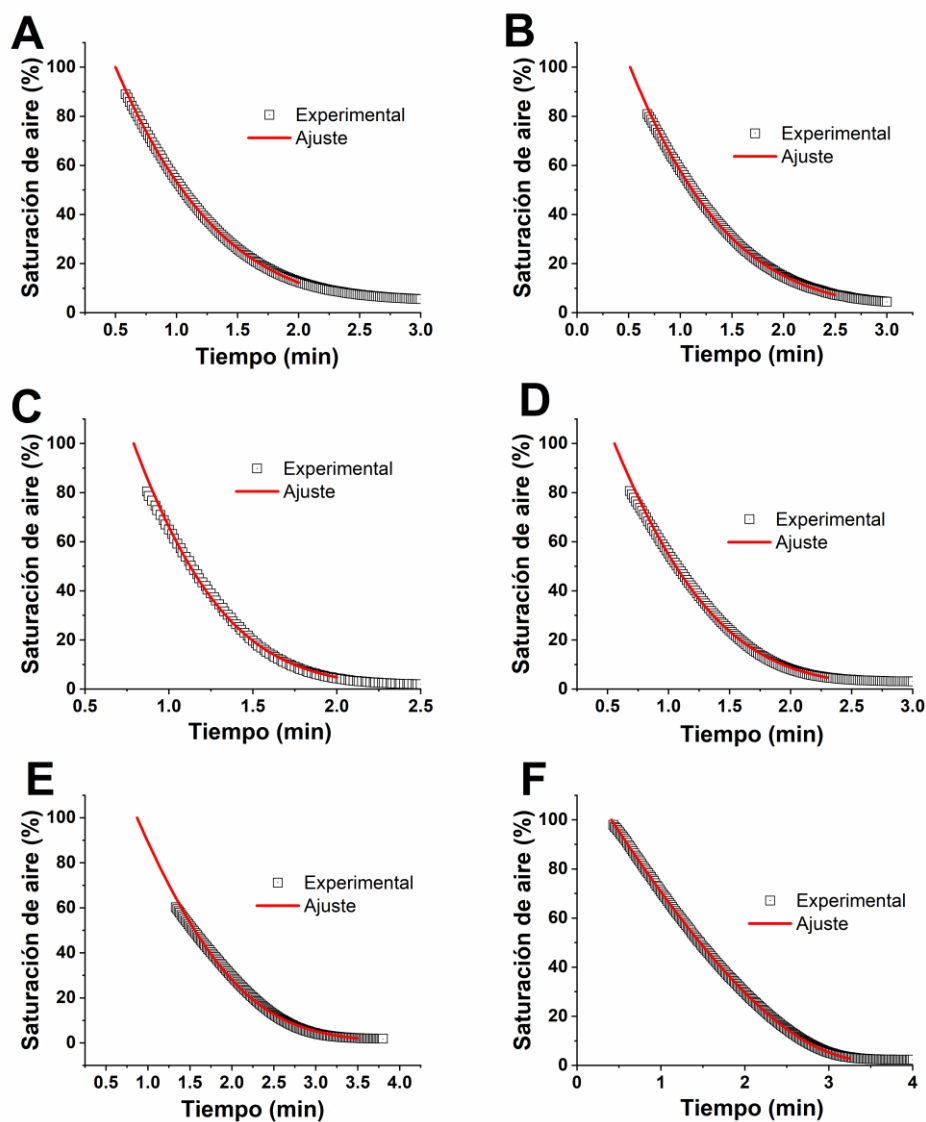 A
Saturación de aire (%)
100
80
60
40
20
0
Experimental
Ajuste
0.5 1.0 1.5 2.0 2.5 3.0
Tiempo (min)
B
Saturación de aire (%)
100
80
60
40
20
0
Experimental
Ajuste
0.0 0.5 1.0 1.5 2.0 2.5 3.0
Tiempo (min)
C
Saturación de aire (%)
100
80
60
40
20
0
Experimental
Ajuste
0.5 1.0 1.5 2.0 2.5
Tiempo (min)
D
Saturación de aire (%)
100
80
60
40
20
0
Experimental
Ajuste
0.5 1.0 1.5 2.0 2.5 3.0
Tiempo (min)
E
Saturación de aire (%)
100
80
60
40
20
0
Experimental
Ajuste
0.5 1.0 1.5 2.0 2.5 3.0 3.5 4.0
Tiempo (min)
F
Saturación de aire (%)
100
80
60
40
20
0
Experimental
Ajuste
0 1 2 3 4
Tiempo (min)